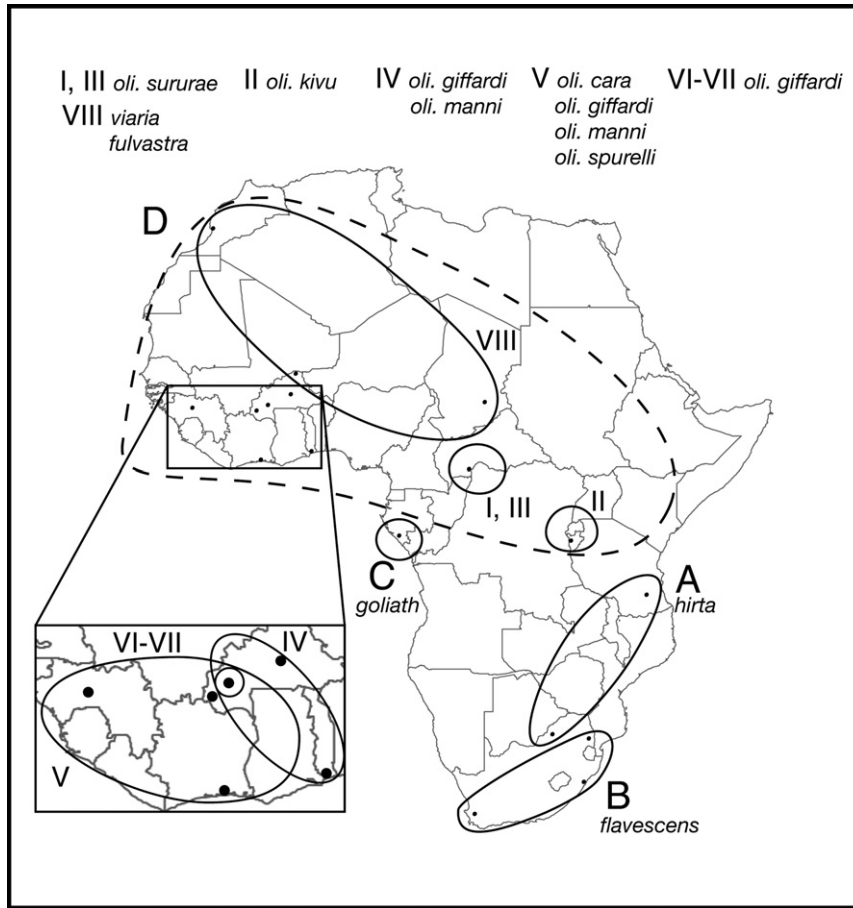 I, III oli. sururae II oli. kivu IV oli. giffardi V oli. cara VI-VII oli. giffardi
VIII viaria oli. manni oli. giffardi
fulvastra oli. manni
oli. spurelli
D
VIII
I, III
II
C
goliath
A
hirta
VI-VII
IV
V
B
flavescens